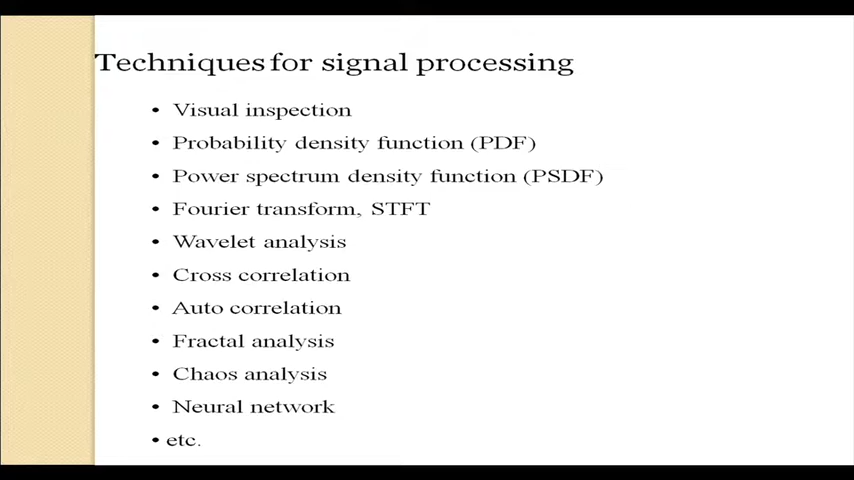 Techniques for signal processing
• Visual inspection
• Probability density function (PDF)
• Power spectrum density function (PSDF)
• Fourier transform, STFT
• Wavelet analysis
• Cross correlation
• Auto correlation
• Fractal analysis
• Chaos analysis
• Neural network
• etc.